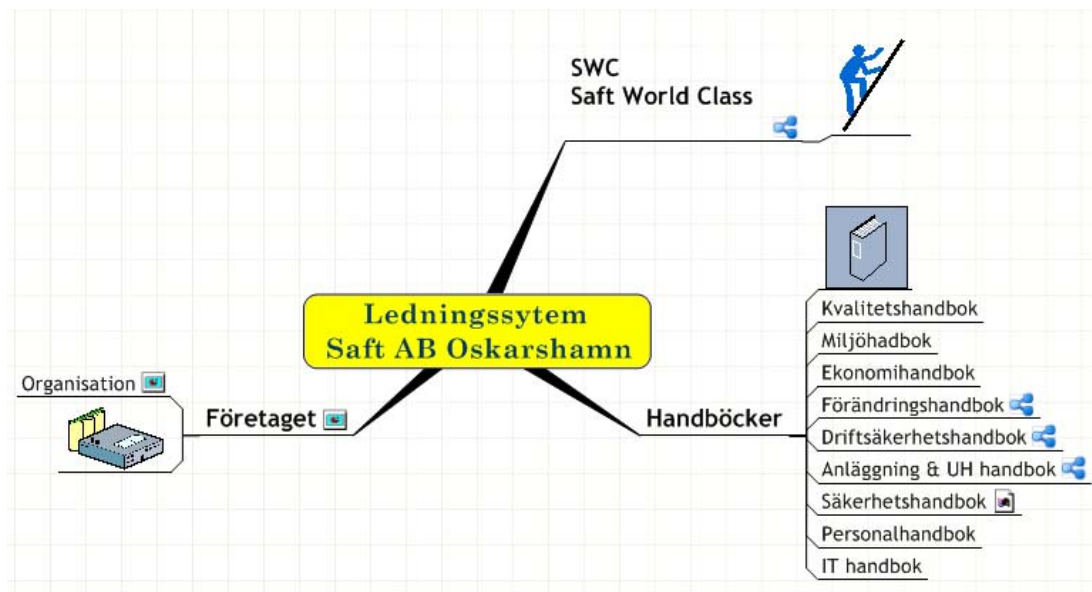 SWC
Saft World Class
Ledningssytem
Saft AB Oskarshamn
Organisation
Företaget
Handböcker
Kvalitetshandbok
Miljöhadbok
Ekonomihandbok
Förändringshandbok
Driftsäkerhetshandbok
Anläggning & UH handbok
Säkerhetshandbok
Personalhandbok
IT handbok